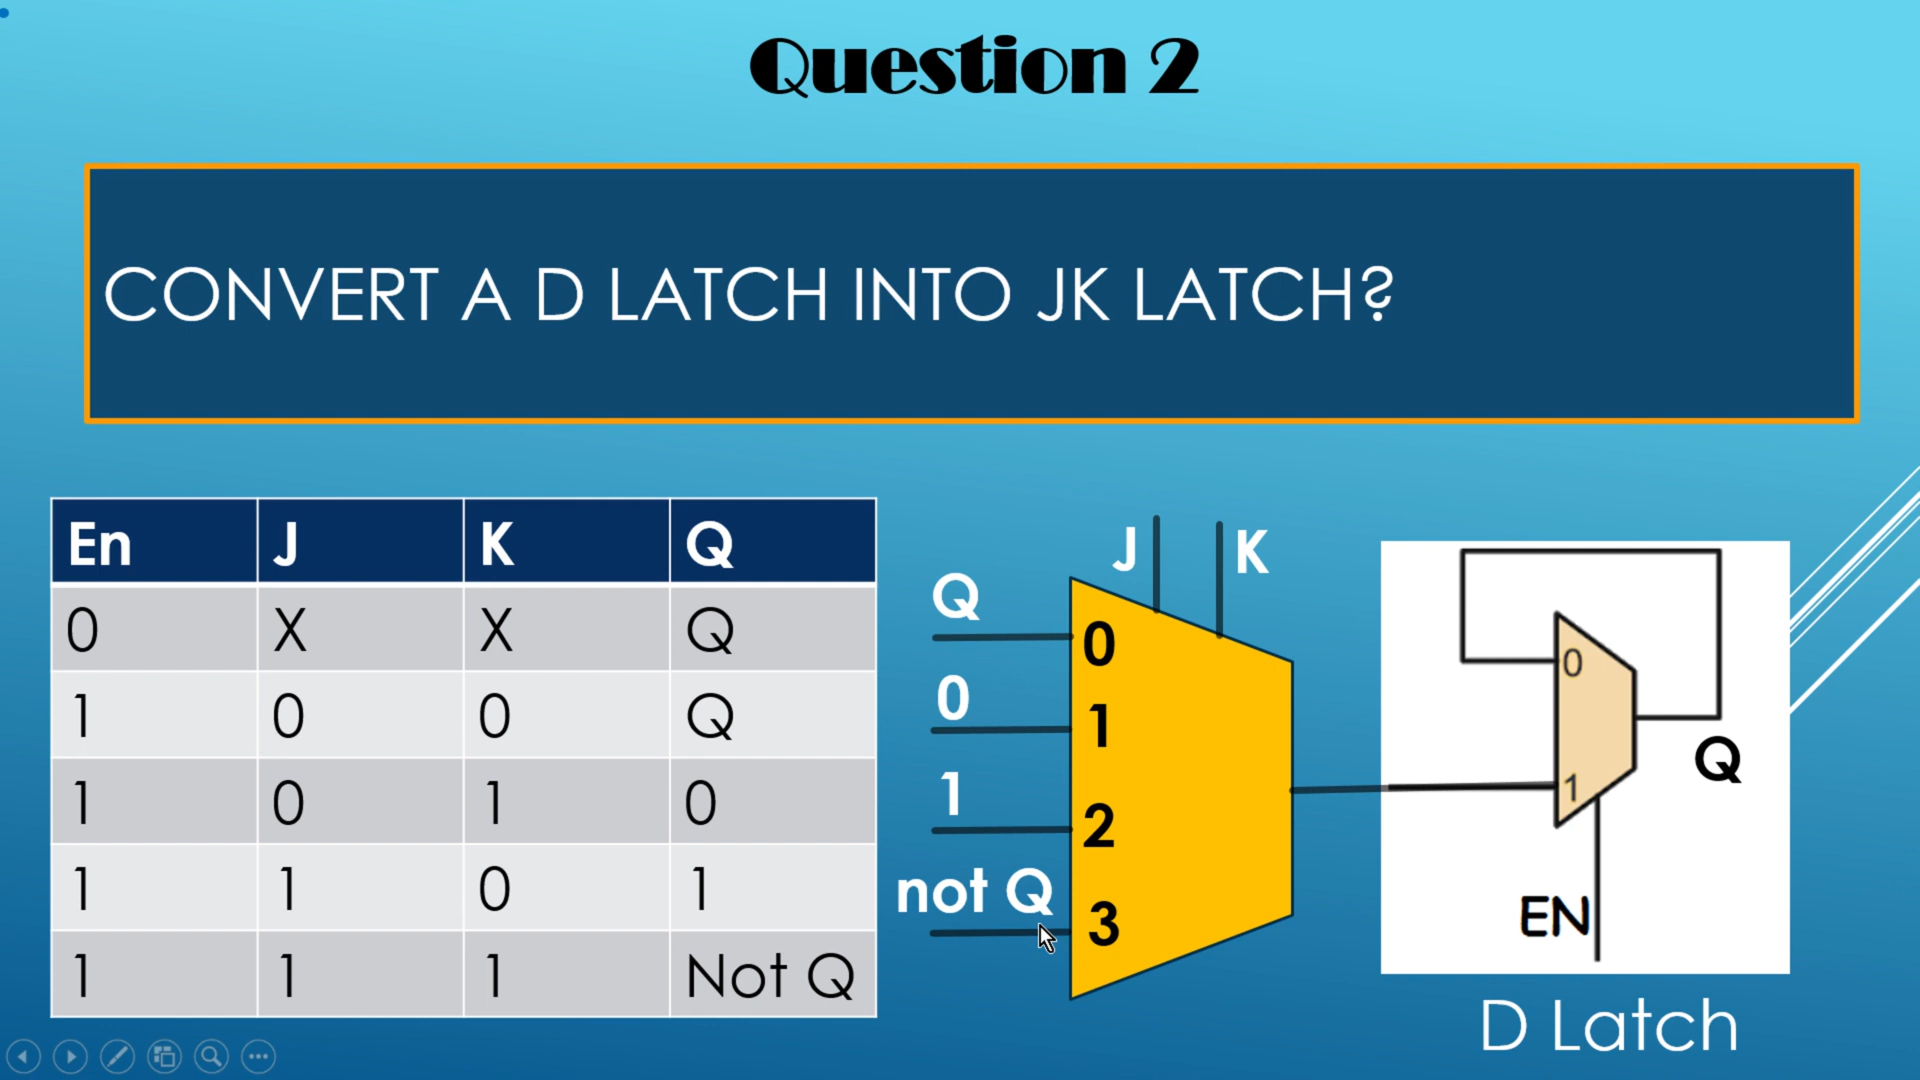 Question 2
CONVERT A D LATCH INTO JK LATCH?
En J K Q
0 X X Q
1 0 0 Q
1 0 1 0
1 1 0 1
1 1 1 Not Q
J K
Q
0
0
1
1
2
not Q
3
0
Q
1
EN
D Latch